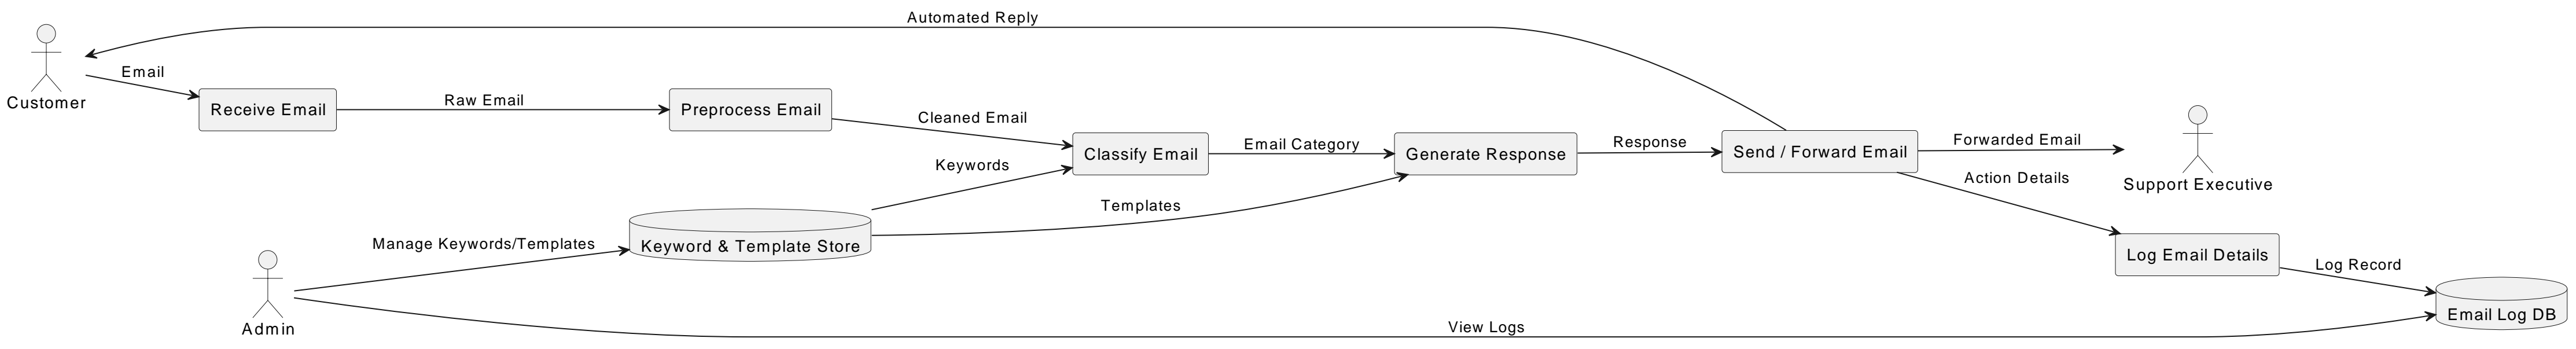 Automated Reply
Email
Customer
Receive Email
Raw Email
Preprocess Email
Cleaned Email
Keywords
Classify Email
Email Category
Generate Response
Response
Send / Forward Email
Forwarded Email
Support Executive
Action Details
Templates
Manage Keywords/Templates
Keyword & Template Store
Admin
Log Email Details
Log Record
Email Log DB
View Logs